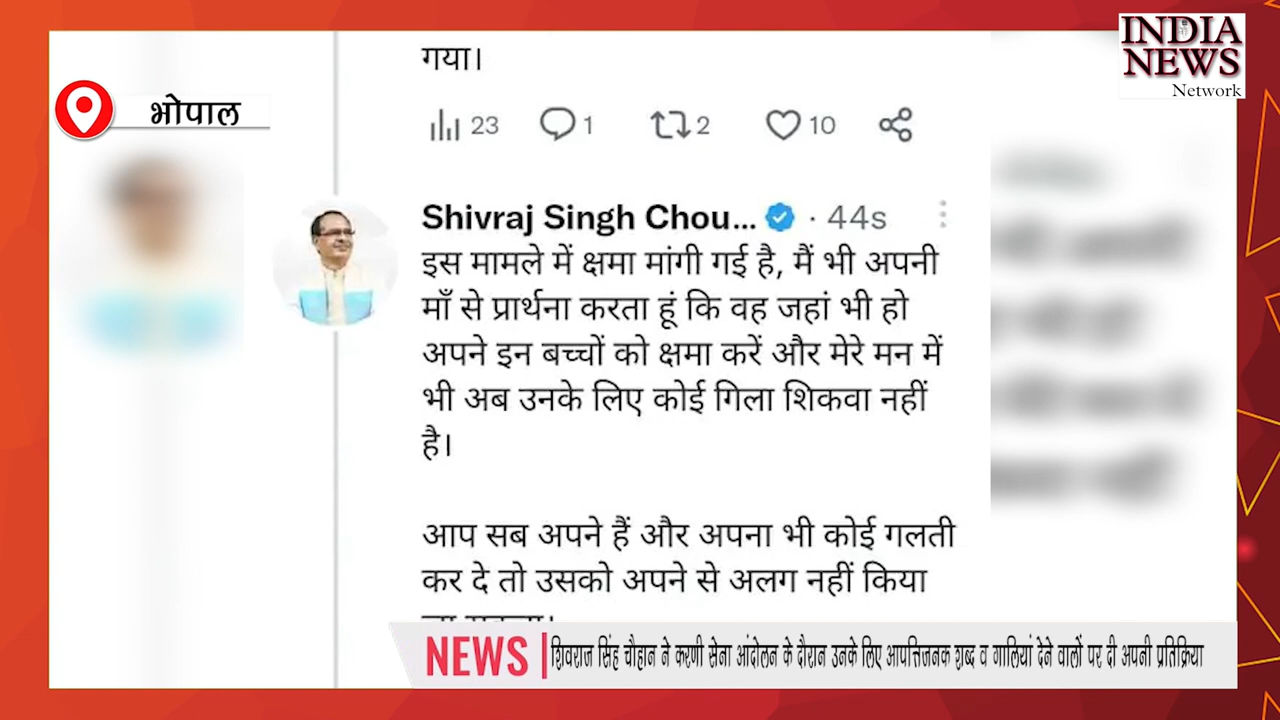 INDIA
NEWS
Network
भोपाल
गया।
23 1 2 10
Shivraj Singh Chou... · 44s
इस मामले में क्षमा मांगी गई है, मैं भी अपनी
माँ से प्रार्थना करता हूं कि वह जहां भी हो
अपने इन बच्चों को क्षमा करें और मेरे मन में
भी अब उनके लिए कोई गिला शिकवा नहीं
है।
आप सब अपने हैं और अपना भी कोई गलती
कर दे तो उसको अपने से अलग नहीं किया
NEWS शिवराज सिंह चौहान ने करणी सेना आंदोलन के दौरान उनके लिए आपत्तिजनक शब्द व गालियां देने वालों पर दी अपनी प्रतिक्रिया